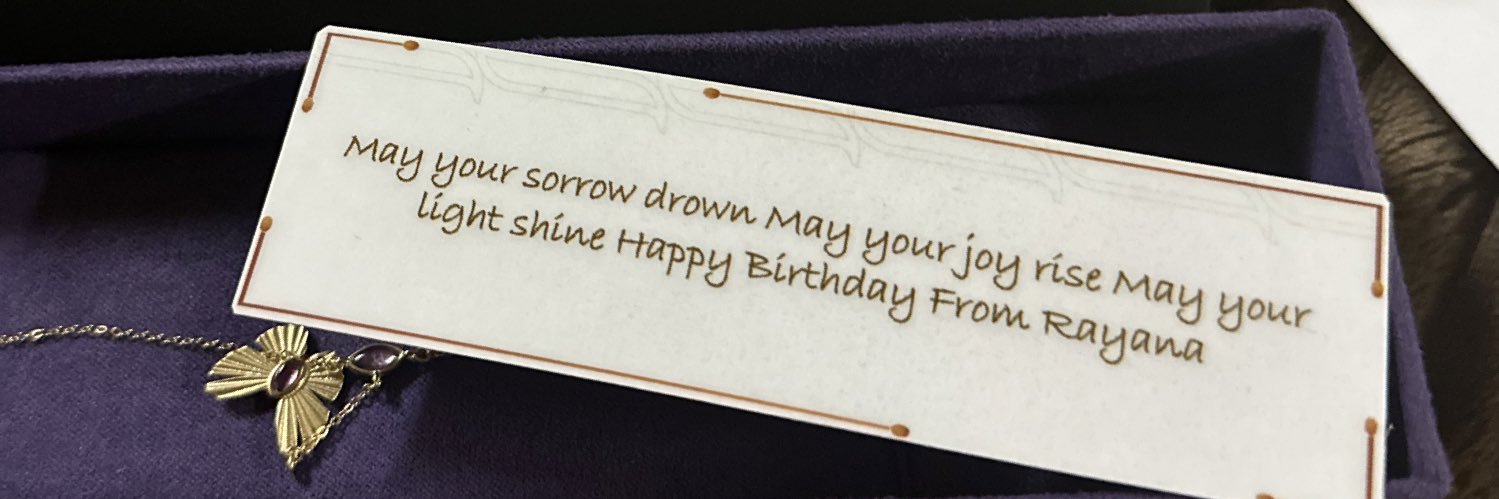 May your sorrow drown May your joy rise May your
light shine Happy Birthday From Rayana